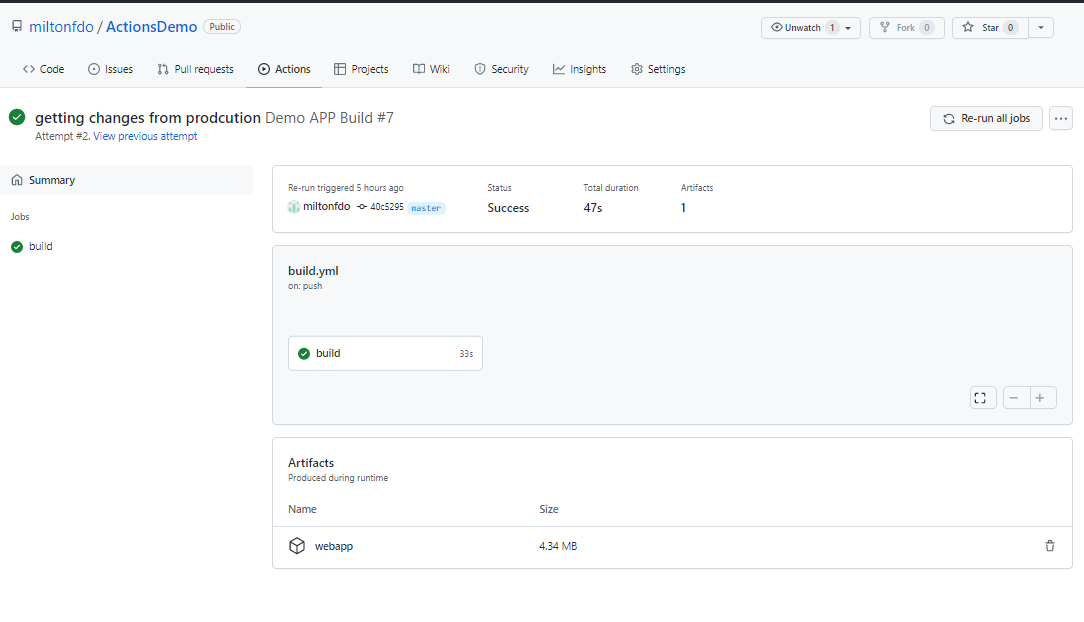 miltonfdo / ActionsDemo Public Unwatch 1 Fork 0 Star 0
Code Issues Pull requests Actions Projects Wiki Security Insights Settings
getting changes from prodcution Demo APP Build #7 Re-run all jobs ...
Attempt #2. View previous attempt
Summary
Jobs
build
Re-run triggered 5 hours ago Status Total duration Artifacts
miltonfdo 40c5295 master Success 47s 1
build.yml
on: push
build 33s
Artifacts
Produced during runtime
Name Size
webapp 4.34 MB